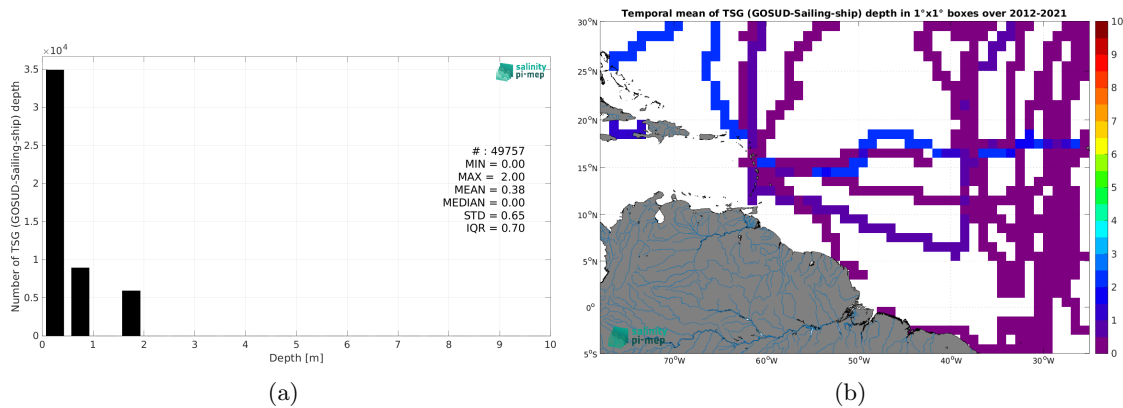 ×10⁴
3.5
3
2.5
2
1.5
1
0.5
0
Number of TSG (GOSUD-Sailing-ship) depth
salinity
pi-mep
# : 49757
MIN = 0.00
MAX = 2.00
MEAN = 0.38
MEDIAN = 0.00
STD = 0.65
IQR = 0.70
0 1 2 3 4 5 6 7 8 9 10
Depth [m]
(a)
Temporal mean of TSG (GOSUD-Sailing-ship) depth in 1°x1° boxes over 2012-2021
30°N
25°N
20°N
15°N
10°N
5°N
0°
5°S
70°W 60°W 50°W 40°W 30°W
salinity
pi-mep
10
9
8
7
6
5
4
3
2
1
0
(b)